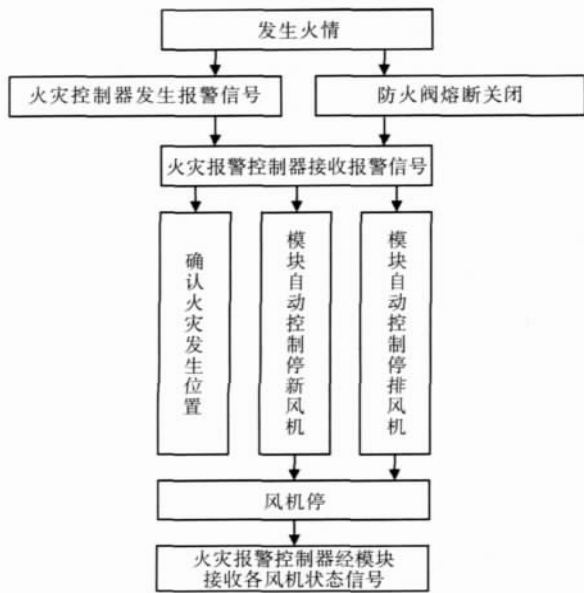 发生火情
火灾控制器发生报警信号
防火阀熔断关闭
火灾报警控制器接收报警信号
确认火灾发生位置
模块自动控制停新风机
模块自动控制停排风机
风机停
火灾报警控制器经模块
接收各风机状态信号